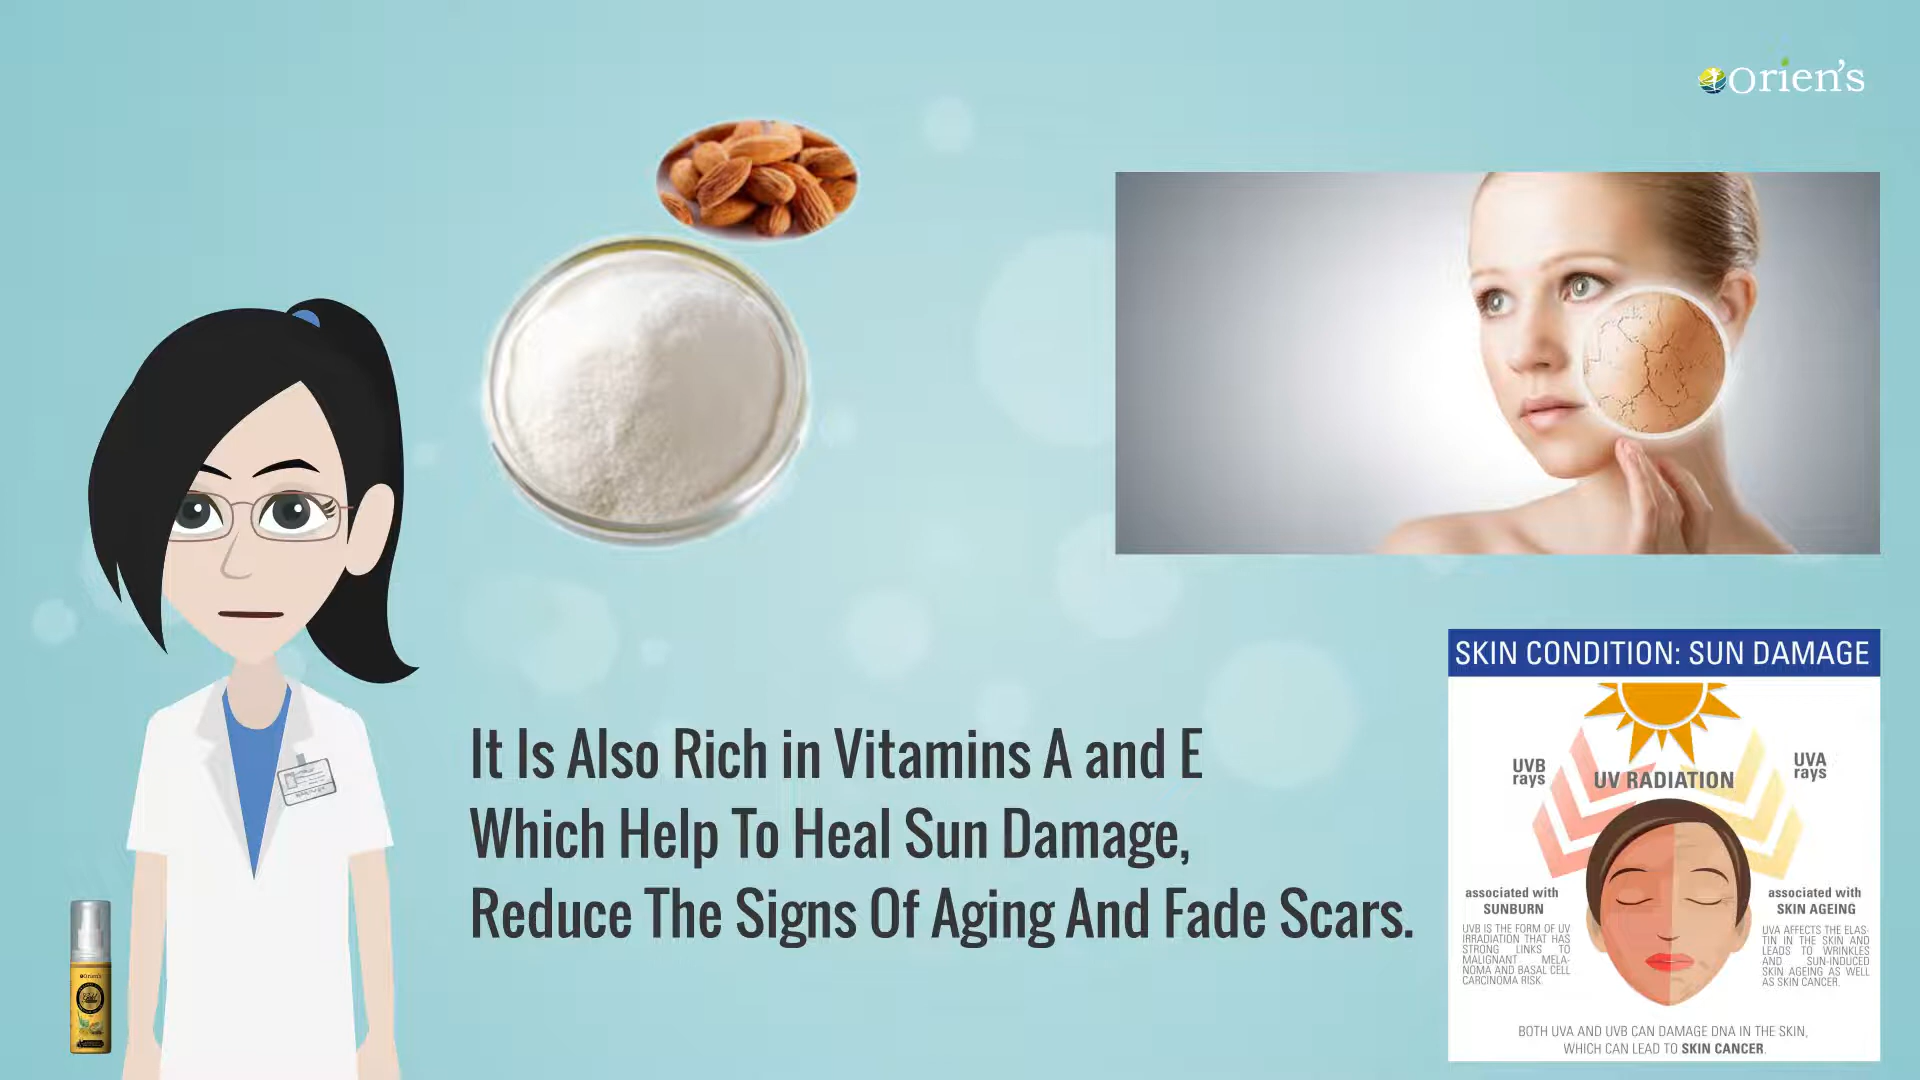 Orien's
It Is Also Rich in Vitamins A and E
Which Help To Heal Sun Damage,
Reduce The Signs Of Aging And Fade Scars.
SKIN CONDITION: SUN DAMAGE
UVB
rays
UV RADIATION
UVA
rays
associated with
SUNBURN
UVB IS THE FORM OF UV
IRRADIATION THAT HAS
STRONG LINKS TO
MALIGNANT MELA-
NOMA AND BASAL CELL
CARCINOMA RISK.
associated with
SKIN AGEING
UVA AFFECTS THE ELAS-
TIN IN THE SKIN AND
LEADS TO WRINKLES
AND SUN-INDUCED
SKIN AGEING AS WELL
AS SKIN CANCER.
BOTH UVA AND UVB CAN DAMAGE DNA IN THE SKIN,
WHICH CAN LEAD TO SKIN CANCER.
Orien's